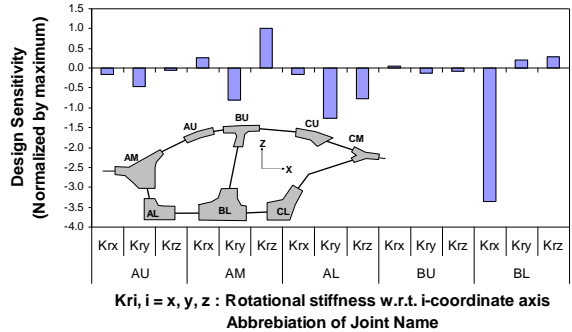 Design Sensitivity
(Normalized by maximum)
1.5
1.0
0.5
0.0
-0.5
-1.0
-1.5
-2.0
-2.5
-3.0
-3.5
-4.0
AU
BU
CU
CM
AM
Z
X
AL
BL
CL
Krx Kry Krz Krx Kry Krz Krx Kry Krz Krx Kry Krz Krx Kry Krz
AU AM AL BU BL
Kri, i = x, y, z : Rotational stiffness w.r.t. i-coordinate axis
Abbrebiation of Joint Name